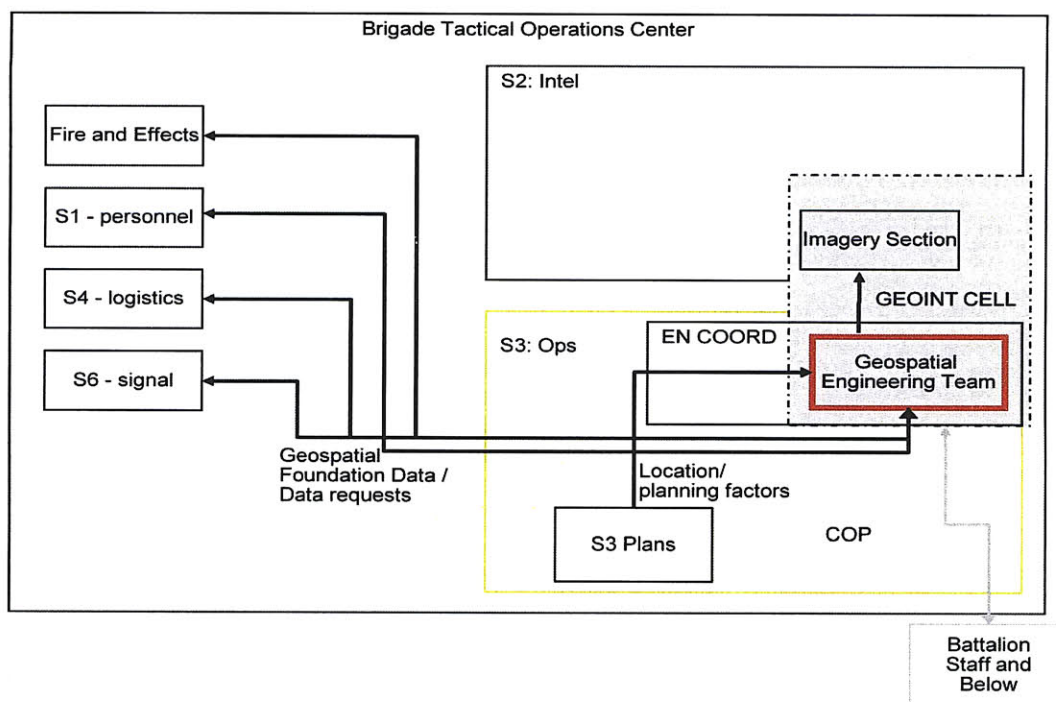 Brigade Tactical Operations Center
S2: Intel
Fire and Effects
S1 - personnel
Imagery Section
S4 - logistics
GEOINT CELL
S3: Ops
EN COORD
Geospatial
Engineering Team
S6 - signal
Geospatial
Foundation Data /
Data requests
Location/
planning factors
S3 Plans
COP
Battalion
Staff and
Below